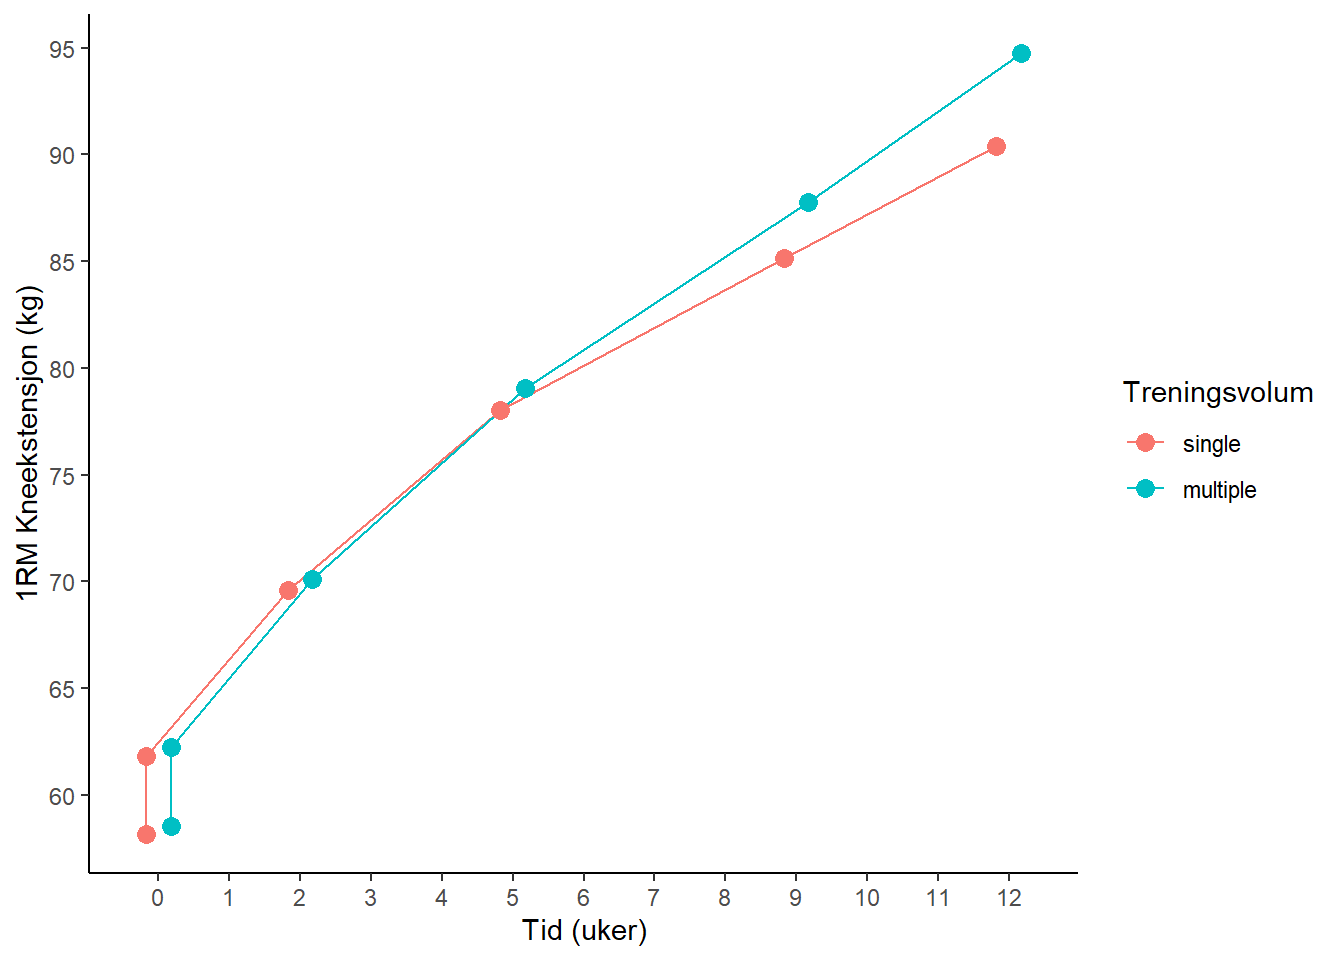 95
90
85
80
75
70
65
60
1RM Kneekstensjon (kg)
0 1 2 3 4 5 6 7 8 9 10 11 12
Tid (uker)
Treningsvolum
single
multiple